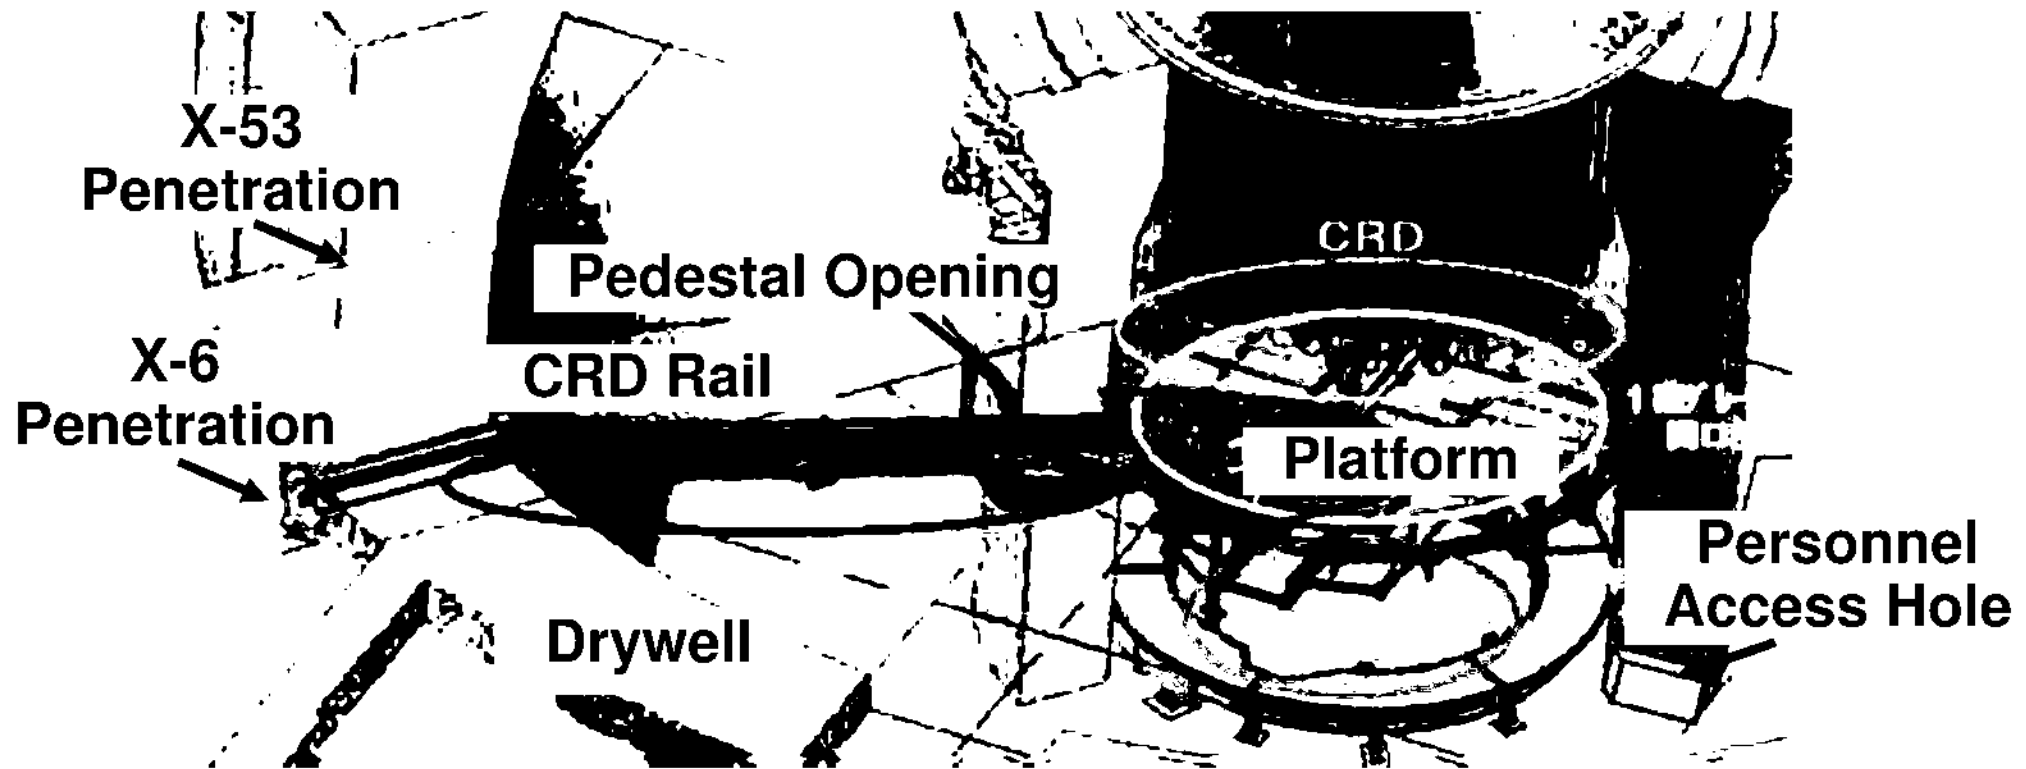 X-53
Penetration
CRD
Pedestal Opening
X-6
Penetration
CRD Rail
Platform
Personnel
Access Hole
Drywell